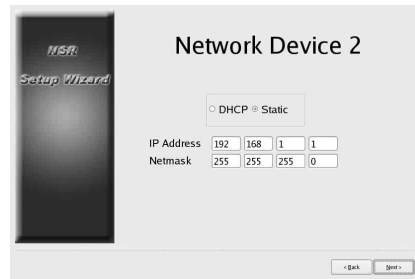 NSR
Setup Wizard
Network Device 2
DHCP Static
IP Address 192 168 1 1
Netmask 255 255 255 0
< Back Next >